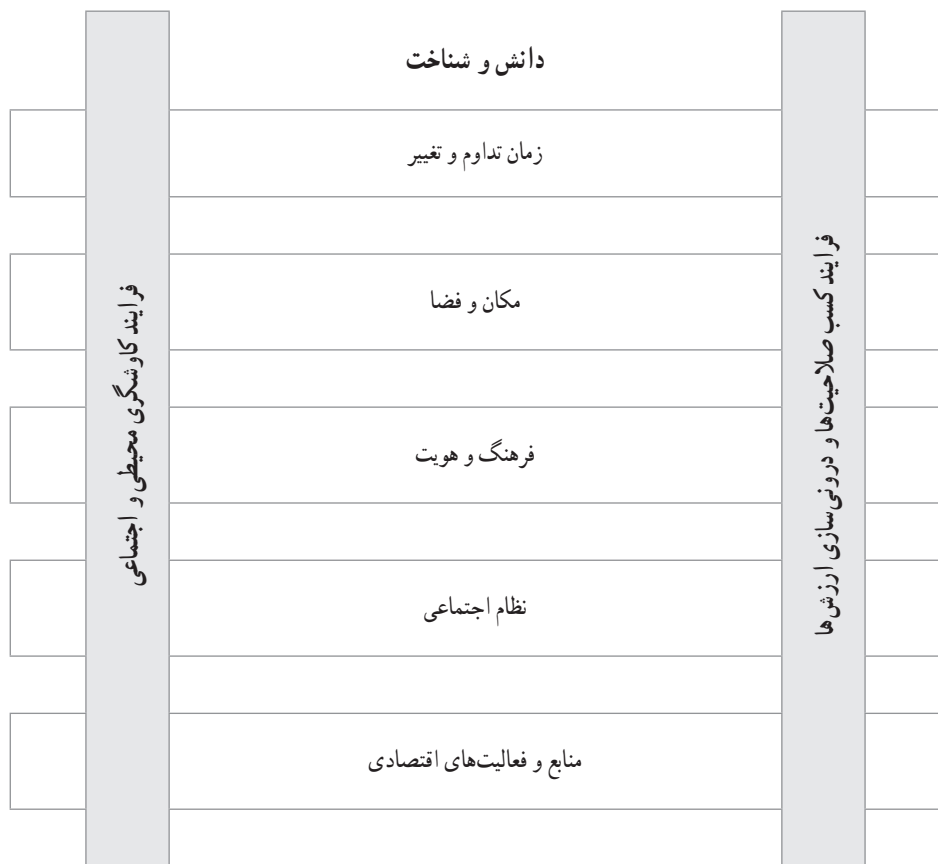 دانش و شناخت
زمان تداوم و تغییر
مکان و فضا
فرهنگ و هویت
نظام اجتماعی
منابع و فعالیت‌های اقتصادی
فرایند کسب صلاحیت‌ها و درونی‌سازی ارزش‌ها
فرایند کاوشگری محیطی و اجتماعی